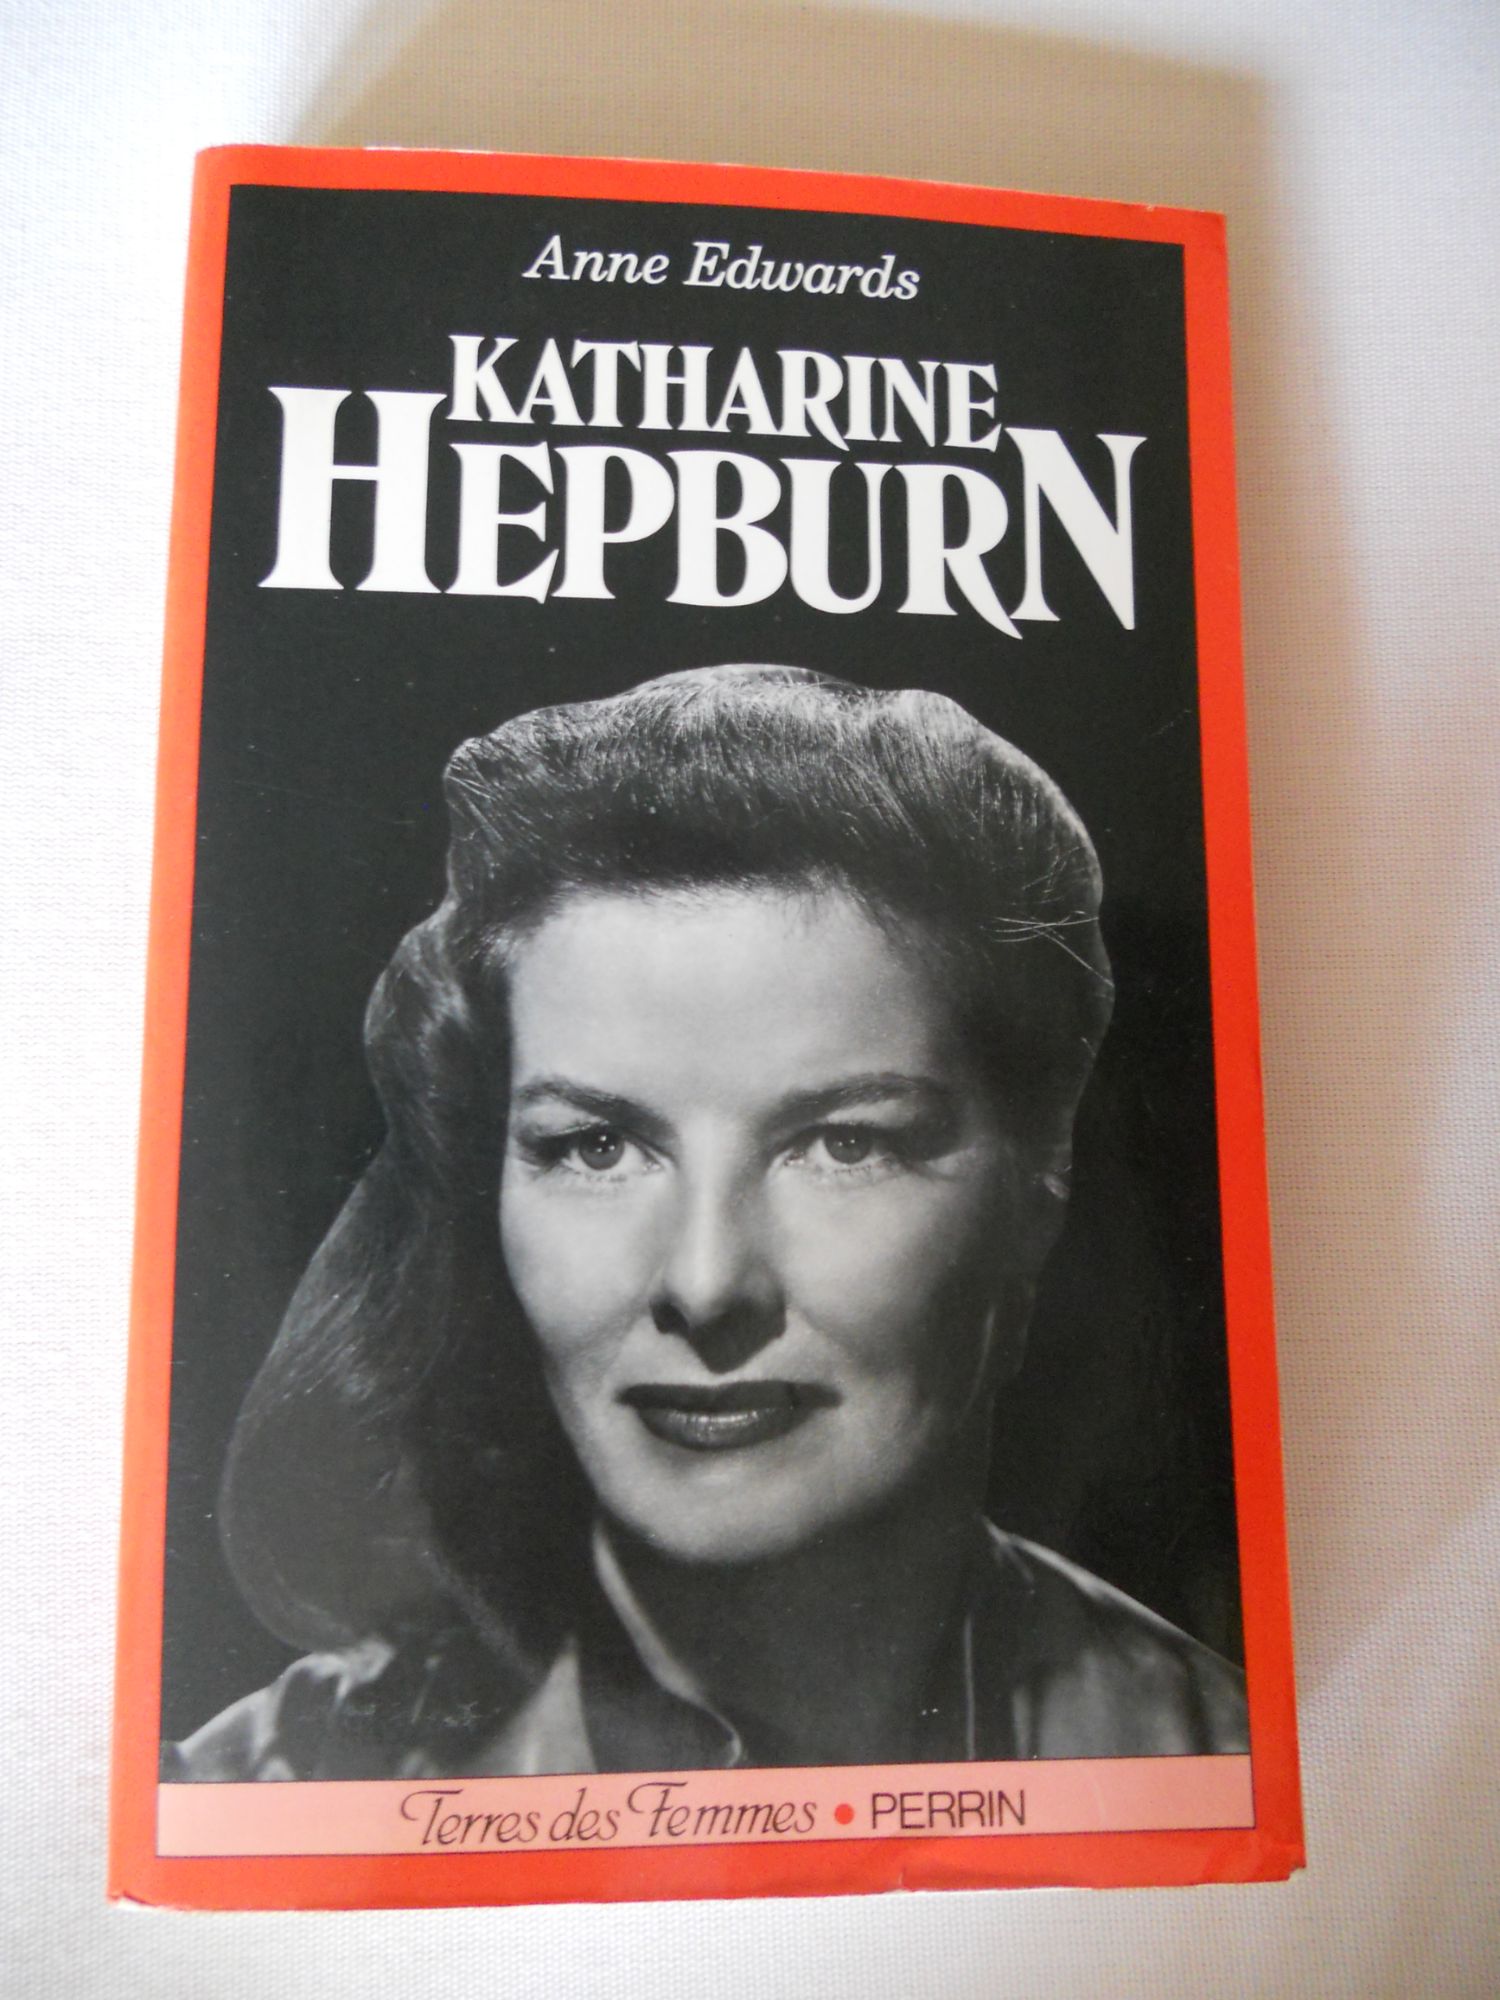 Anne Edwards
KATHARINE
HEPBURN
Terres des Femmes • PERRIN